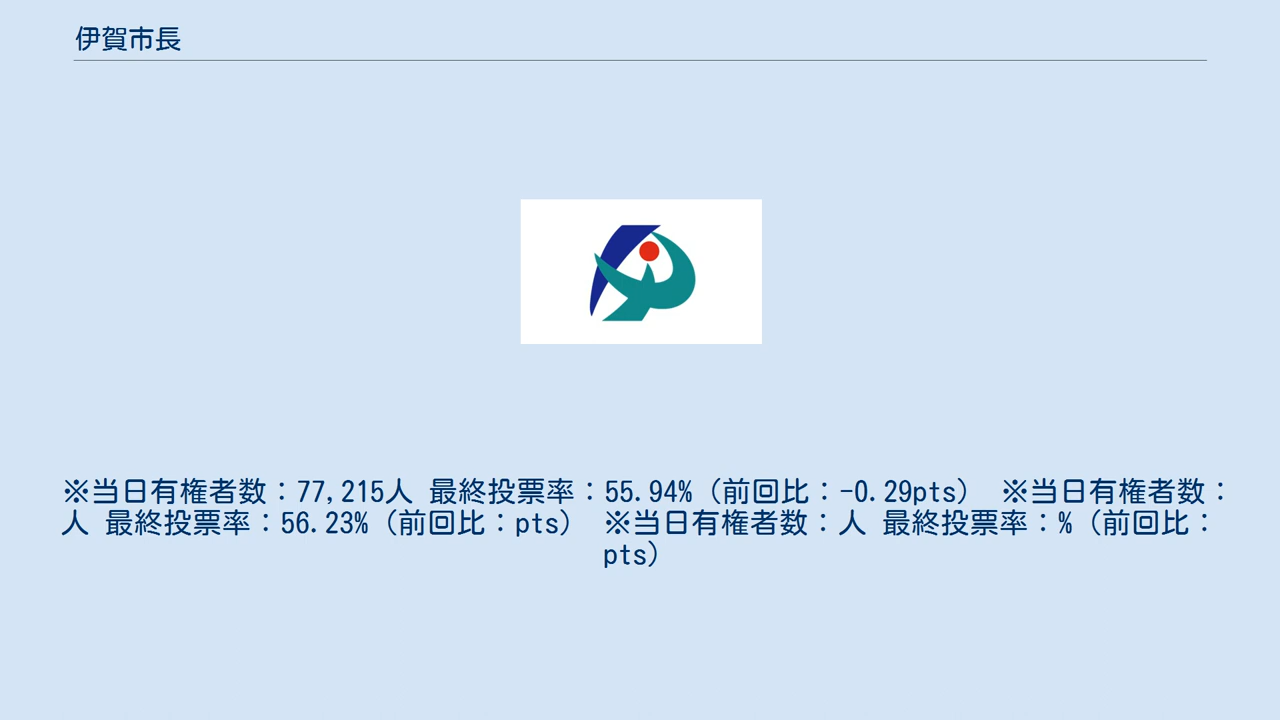 伊賀市長
※当日有権者数：77,215人 最終投票率：55.94%（前回比：-0.29pts） ※当日有権者数：
人 最終投票率：56.23%（前回比：pts） ※当日有権者数：人 最終投票率：%（前回比：
pts）